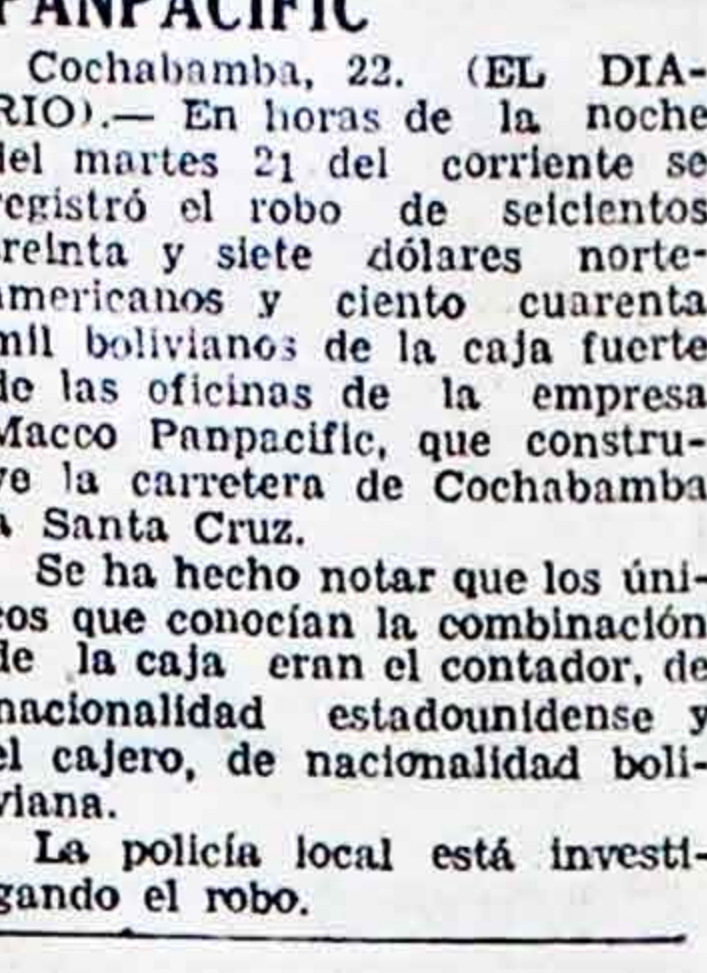 PANPACIFIC
Cochabamba, 22. (EL DIA-
RIO).— En horas de la noche
del martes 21 del corriente se
registró el robo de seicientos
treinta y siete dólares norte-
americanos y ciento cuarenta
mil bolivianos de la caja fuerte
de las oficinas de la empresa
Macco Panpacific, que constru-
ye la carretera de Cochabamba
a Santa Cruz.
Se ha hecho notar que los úni-
cos que conocían la combinación
de la caja eran el contador, de
nacionalidad estadounidense y
el cajero, de nacionalidad boli-
viana.
La policía local está investi-
gando el robo.